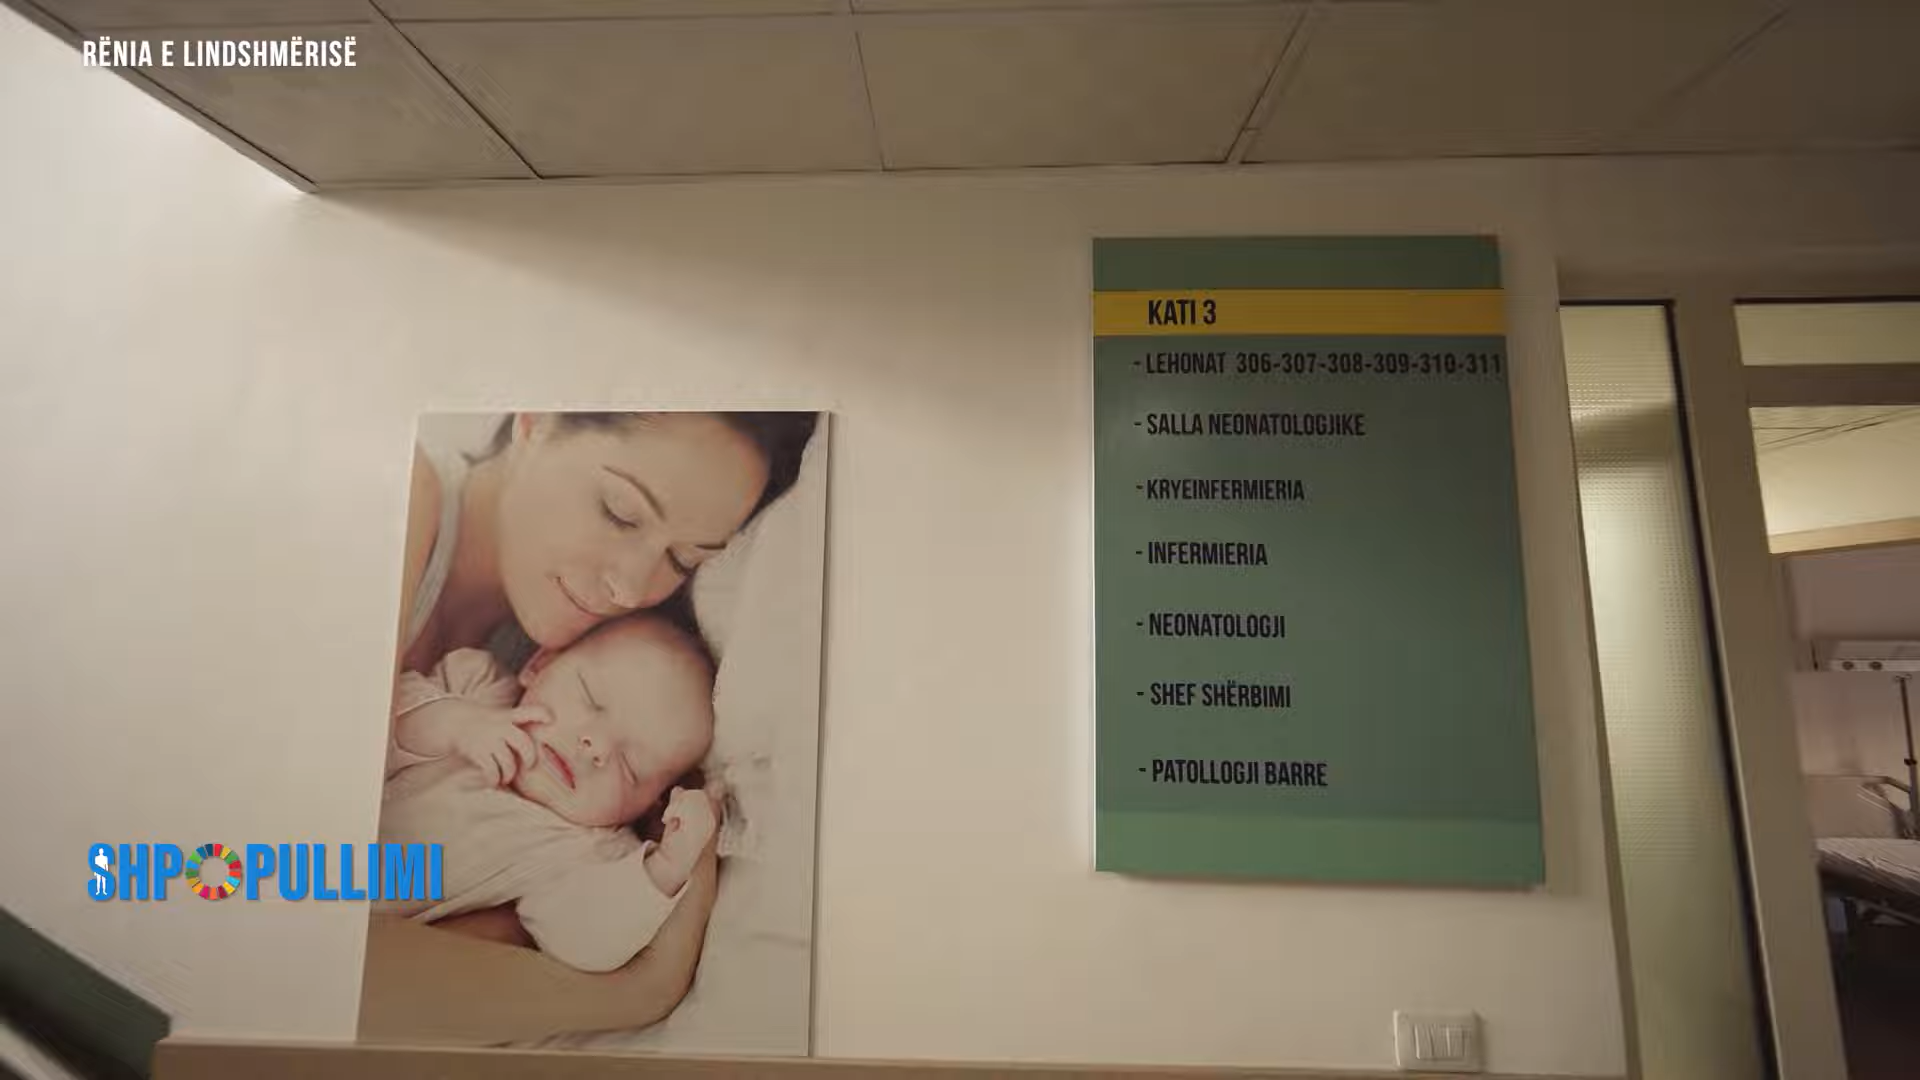 RËNIA E LINDSHMËRISË
KATI 3
- LEHONAT 306-307-308-309-310-311
- SALLA NEONATOLOGJIKE
- KRYEINFERMIERIA
- INFERMIERIA
- NEONATOLOGJI
- SHEF SHËRBIMI
- PATOLLOGJI BARRE
SHPOPULLIMI